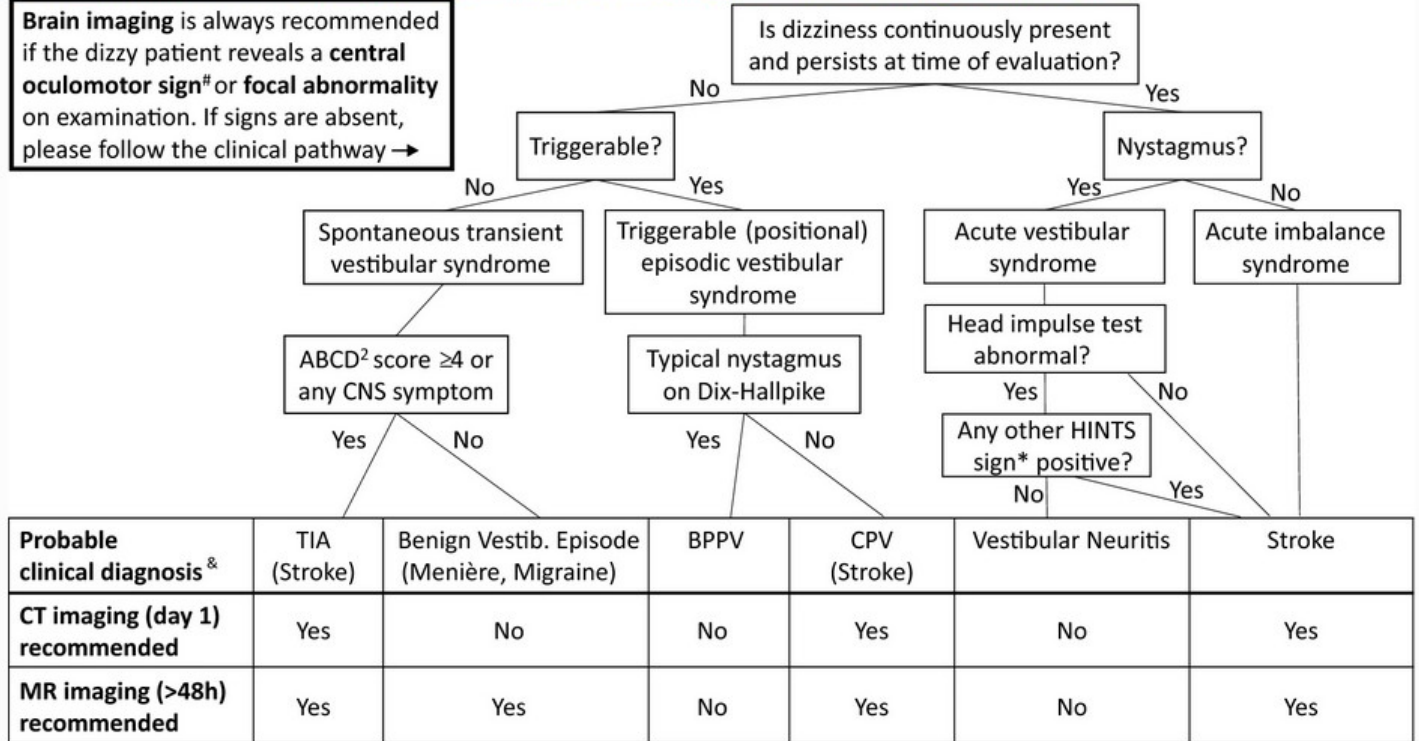 Brain imaging is always recommended
if the dizzy patient reveals a central
oculomotor sign# or focal abnormality
on examination. If signs are absent,
please follow the clinical pathway →
Is dizziness continuously present
and persists at time of evaluation?
No
Yes
Triggerable?
Nystagmus?
No
Yes
Yes
No
Spontaneous transient
vestibular syndrome
Triggerable (positional)
episodic vestibular
syndrome
Acute vestibular
syndrome
Acute imbalance
syndrome
ABCD² score ≥4 or
any CNS symptom
Typical nystagmus
on Dix-Hallpike
Head impulse test
abnormal?
Yes
No
Yes
No
Yes
No
Any other HINTS
sign* positive?
No
Yes
Probable
clinical diagnosis &
TIA
(Stroke)
Benign Vestib. Episode
(Menière, Migraine)
BPPV
CPV
(Stroke)
Vestibular Neuritis
Stroke
CT imaging (day 1)
recommended
Yes
No
No
Yes
No
Yes
MR imaging (>48h)
recommended
Yes
Yes
No
Yes
No
Yes